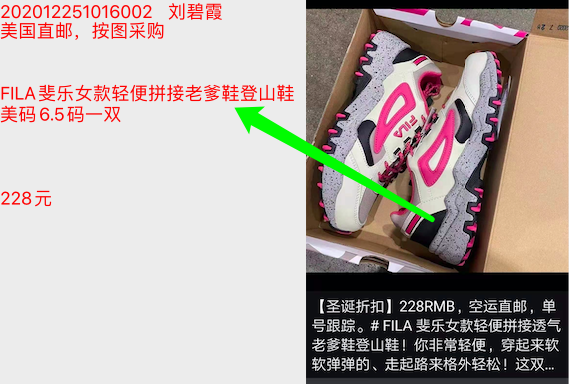 202012251016002 刘碧霞
美国直邮，按图采购
FILA斐乐女款轻便拼接老爹鞋登山鞋
美码6.5码一双
228元
FILA
【圣诞折扣】228RMB，空运直邮，单
号跟踪。# FILA 斐乐女款轻便拼接透气
老爹鞋登山鞋！你非常轻便，穿起来软
软弹弹的、走起路来格外轻松！这双...